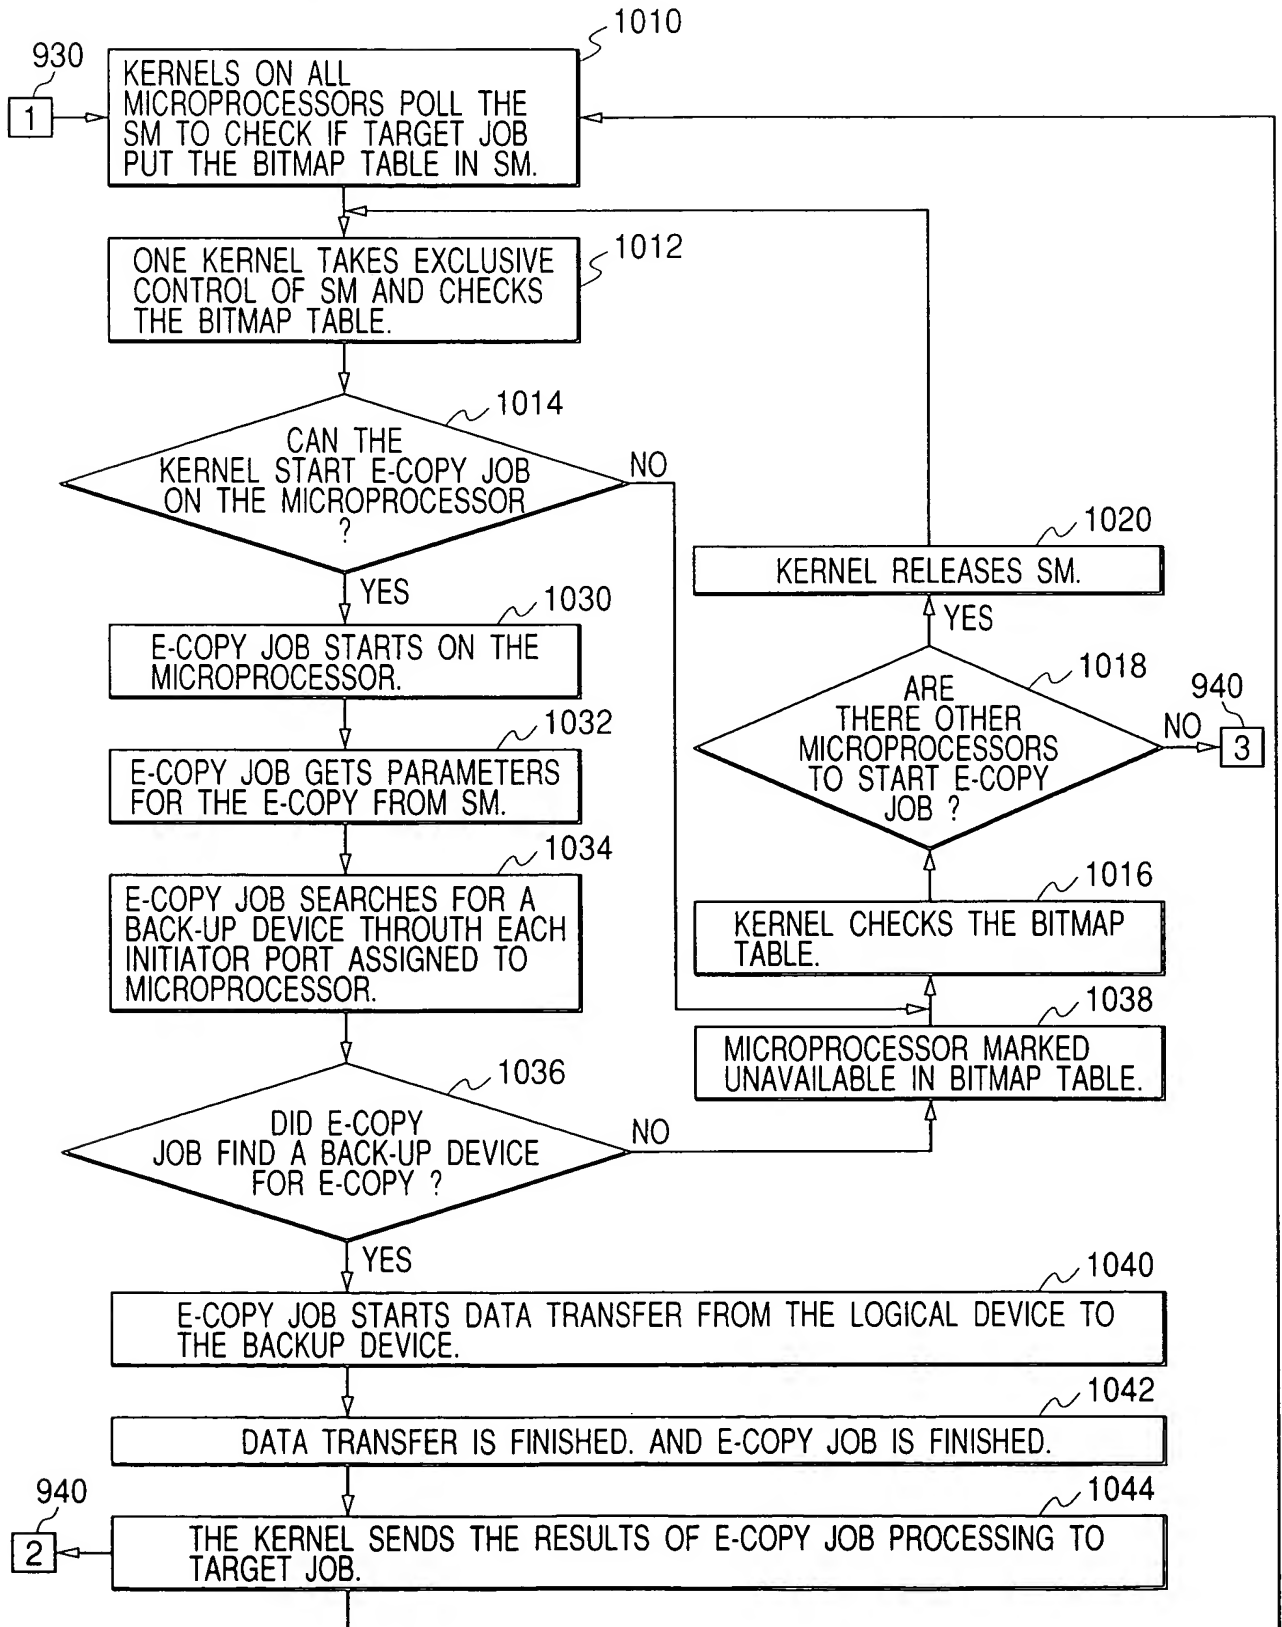 1010
930
1
KERNELS ON ALL
MICROPROCESSORS POLL THE
SM TO CHECK IF TARGET JOB
PUT THE BITMAP TABLE IN SM.
1012
ONE KERNEL TAKES EXCLUSIVE
CONTROL OF SM AND CHECKS
THE BITMAP TABLE.
1014
CAN THE
KERNEL START E-COPY JOB
ON THE MICROPROCESSOR
?
NO
YES
1030
E-COPY JOB STARTS ON THE
MICROPROCESSOR.
1032
E-COPY JOB GETS PARAMETERS
FOR THE E-COPY FROM SM.
1034
E-COPY JOB SEARCHES FOR A
BACK-UP DEVICE THROUTH EACH
INITIATOR PORT ASSIGNED TO
MICROPROCESSOR.
1036
DID E-COPY
JOB FIND A BACK-UP DEVICE
FOR E-COPY ?
NO
YES
1020
KERNEL RELEASES SM.
YES
1018
ARE
THERE OTHER
MICROPROCESSORS
TO START E-COPY
JOB ?
NO
940
3
1016
KERNEL CHECKS THE BITMAP
TABLE.
1038
MICROPROCESSOR MARKED
UNAVAILABLE IN BITMAP TABLE.
1040
E-COPY JOB STARTS DATA TRANSFER FROM THE LOGICAL DEVICE TO
THE BACKUP DEVICE.
1042
DATA TRANSFER IS FINISHED. AND E-COPY JOB IS FINISHED.
1044
940
2
THE KERNEL SENDS THE RESULTS OF E-COPY JOB PROCESSING TO
TARGET JOB.